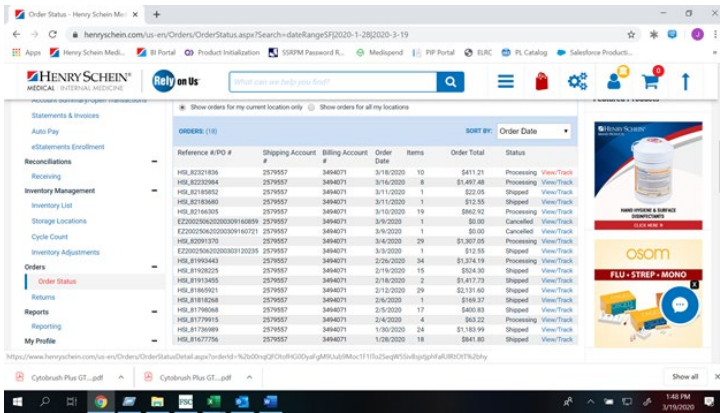 Order Status - Henry Schein Med
henryschein.com/us-en/Orders/OrderStatus.aspx?Search=dateRangeSF|2020-1-28|2020-3-19
Apps Henry Schein Medi... III Portal Product Initialization SSRPM Password R... Medispend PIF Portal ELRC PL Catalog Salesforce Producti...
HENRY SCHEIN®
MEDICAL INTERNAL MEDICINE
Rely on Us
What can we help you find?
0
Account Summary/Open Transactions
Statements & Invoices
Auto Pay
eStatements Enrollment
Reconciliations
Receiving
Inventory Management
Inventory List
Storage Locations
Cycle Count
Inventory Adjustments
Orders
Order Status
Returns
Reports
Reporting
My Profile
Show orders for my current location only Show orders for all my locations
ORDERS: (18) SORT BY: Order Date
Reference #/PO # Shipping Account # Billing Account # Order Date Items Order Total Status
HSI_82321836 2579557 3494071 3/18/2020 10 $411.21 Processing View/Track
HSI_82232984 2579557 3494071 3/16/2020 8 $1,497.48 Processing View/Track
HSI_82185852 2579557 3494071 3/11/2020 1 $22.05 Shipped View/Track
HSI_82183680 2579557 3494071 3/11/2020 1 $12.55 Shipped View/Track
HSI_82166305 2579557 3494071 3/10/2020 19 $862.92 Processing View/Track
EZ20025062020030916085​9 2579557 3494071 3/9/2020 1 $0.00 Cancelled View/Track
EZ200250620200309160721 2579557 3494071 3/9/2020 1 $0.00 Cancelled View/Track
HSI_82091370 2579557 3494071 3/4/2020 29 $1,307.05 Processing View/Track
EZ200250620200303120235 2579557 3494071 3/3/2020 1 $12.55 Shipped View/Track
HSI_81993443 2579557 3494071 2/26/2020 34 $1,374.19 Processing View/Track
HSI_81928225 2579557 3494071 2/19/2020 15 $524.30 Shipped View/Track
HSI_81913455 2579557 3494071 2/18/2020 2 $1,417.73 Shipped View/Track
HSI_81865921 2579557 3494071 2/12/2020 29 $2,131.60 Shipped View/Track
HSI_81818268 2579557 3494071 2/6/2020 1 $169.37 Shipped View/Track
HSI_81798068 2579557 3494071 2/5/2020 17 $400.83 Shipped View/Track
HSI_81779915 2579557 3494071 2/4/2020 4 $63.22 Processing View/Track
HSI_81736989 2579557 3494071 1/30/2020 24 $1,183.99 Shipped View/Track
HSI_81677756 2579557 3494071 1/28/2020 18 $841.80 Shipped View/Track
Featured Products
HENRY SCHEIN®
HAND HYGIENE & SURFACE
DISINFECTANTS
CLICK HERE
OSOM
FLU • STREP • MONO
X
Cytobrush Plus GT....pdf Cytobrush Plus GT....pdf Show all
1:48 PM
3/19/2020